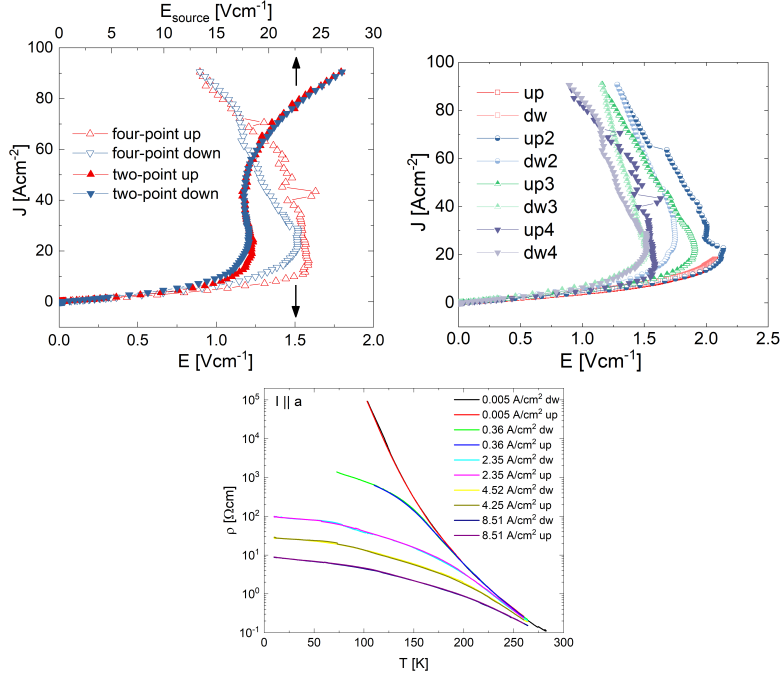 E_source [Vcm⁻¹]
0 5 10 15 20 25 30
100
80
60
40
20
0
J [Acm⁻²]
four-point up
four-point down
two-point up
two-point down
0.0 0.5 1.0 1.5 2.0
E [Vcm⁻¹]
100
80
60
40
20
0
J [Acm⁻²]
up
dw
up2
dw2
up3
dw3
up4
dw4
0.0 0.5 1.0 1.5 2.0 2.5
E [Vcm⁻¹]
I || a
10⁵
10⁴
10³
10²
10¹
10⁰
10⁻¹
ρ [Ωcm]
0.005 A/cm² dw
0.005 A/cm² up
0.36 A/cm² dw
0.36 A/cm² up
2.35 A/cm² dw
2.35 A/cm² up
4.52 A/cm² dw
4.25 A/cm² up
8.51 A/cm² dw
8.51 A/cm² up
0 50 100 150 200 250 300
T [K]